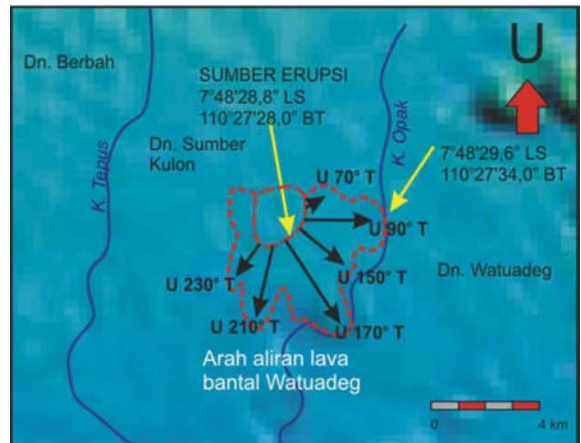 U
Dn. Berbah
SUMBER ERUPSI
7°48'28,8" LS
110°27'28,0" BT
K. Opak
Dn. Sumber
Kulon
K. Tepus
7°48'29,6" LS
110°27'34,0" BT
U 70° T
U 90° T
Dn. Watuadeg
U 150° T
U 230° T
U 210° T
U 170° T
Arah aliran lava
bantal Watuadeg
0
4 km